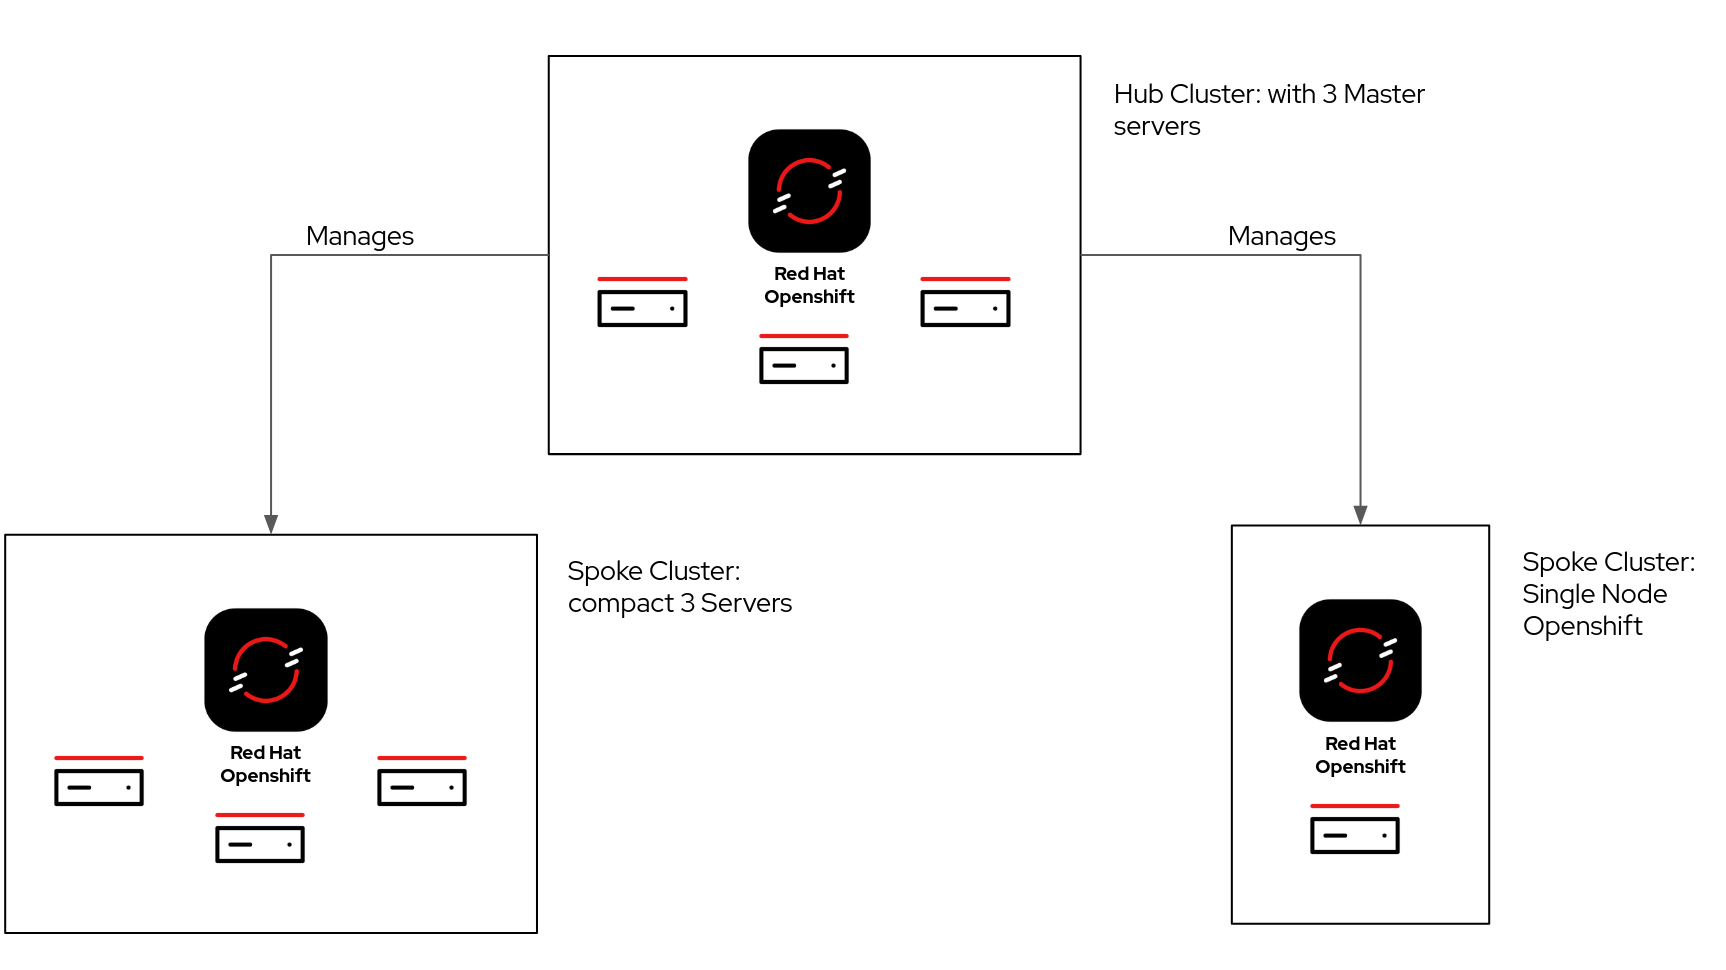 Hub Cluster: with 3 Master
servers
Manages
Manages
Red Hat
Openshift
Spoke Cluster:
compact 3 Servers
Spoke Cluster:
Single Node
Openshift
Red Hat
Openshift
Red Hat
Openshift